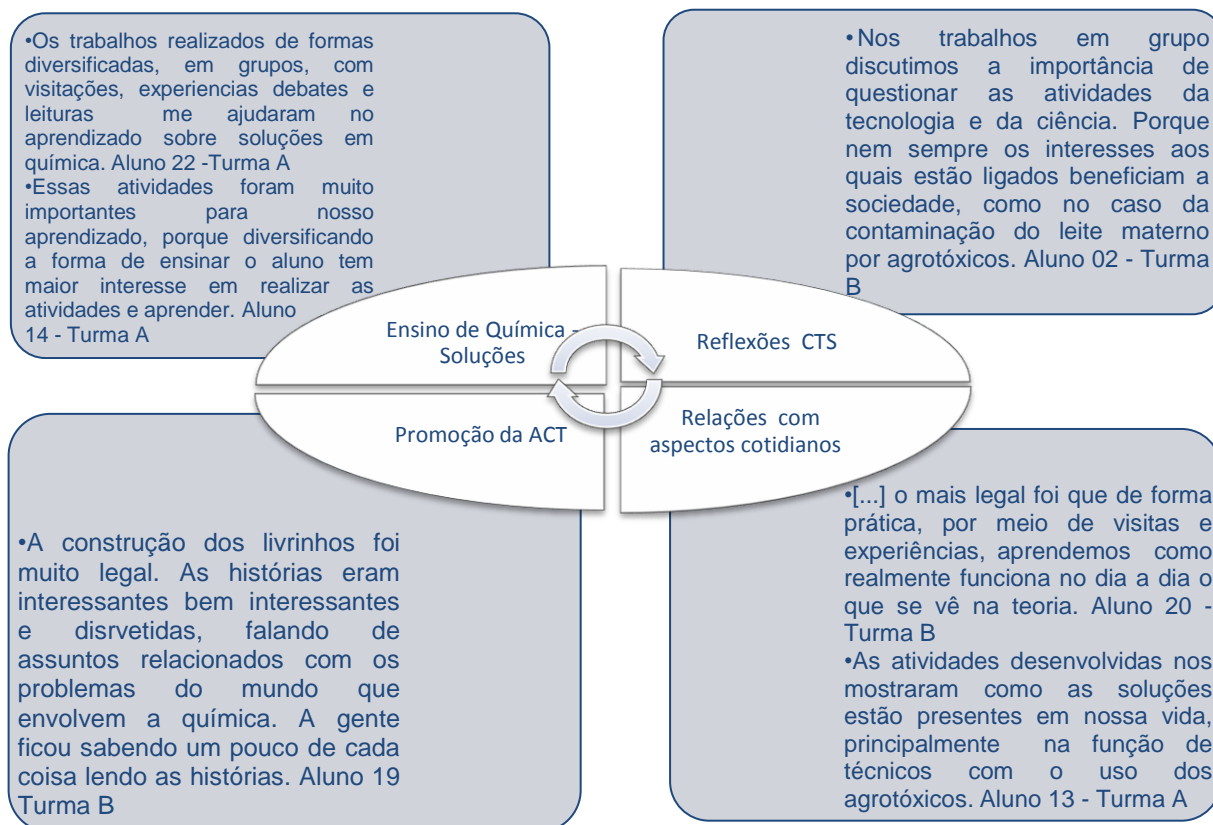 •Os trabalhos realizados de formas
diversificadas, em grupos, com
visitações, experiencias debates e
leituras me ajudaram no
aprendizado sobre soluções em
química. Aluno 22 -Turma A
•Essas atividades foram muito
importantes para nosso
aprendizado, porque diversificando
a forma de ensinar o aluno tem
maior interesse em realizar as
atividades e aprender. Aluno
14 - Turma A
•Nos trabalhos em grupo
discutimos a importância de
questionar as atividades da
tecnologia e da ciência. Porque
nem sempre os interesses aos
quais estão ligados beneficiam a
sociedade, como no caso da
contaminação do leite materno
por agrotóxicos. Aluno 02 - Turma
B
Ensino de Química -
Soluções
Reflexões CTS
Promoção da ACT
Relações com
aspectos cotidianos
•A construção dos livrinhos foi
muito legal. As histórias eram
interessantes bem interessantes
e disrvetidas, falando de
assuntos relacionados com os
problemas do mundo que
envolvem a química. A gente
ficou sabendo um pouco de cada
coisa lendo as histórias. Aluno 19
Turma B
•[...] o mais legal foi que de forma
prática, por meio de visitas e
experiências, aprendemos como
realmente funciona no dia a dia o
que se vê na teoria. Aluno 20 -
Turma B
•As atividades desenvolvidas nos
mostraram como as soluções
estão presentes em nossa vida,
principalmente na função de
técnicos com o uso dos
agrotóxicos. Aluno 13 - Turma A